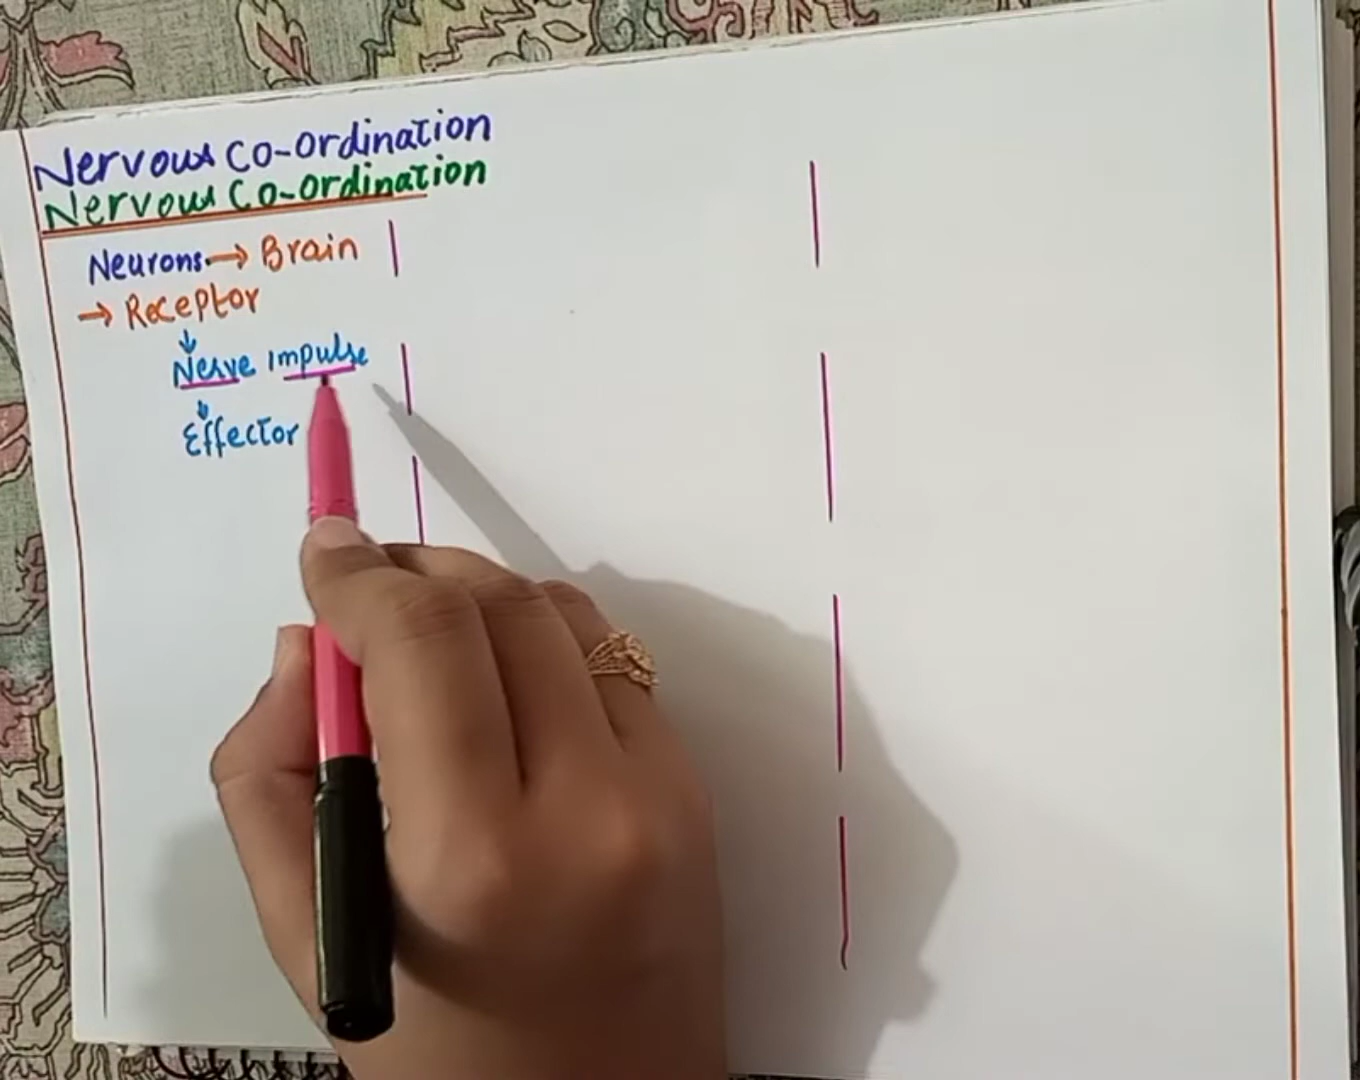 Nervous Co-ordination
Nervous Co-ordination
Neurons → Brain
→ Receptor
↓
Nerve impulse
↓
Effector